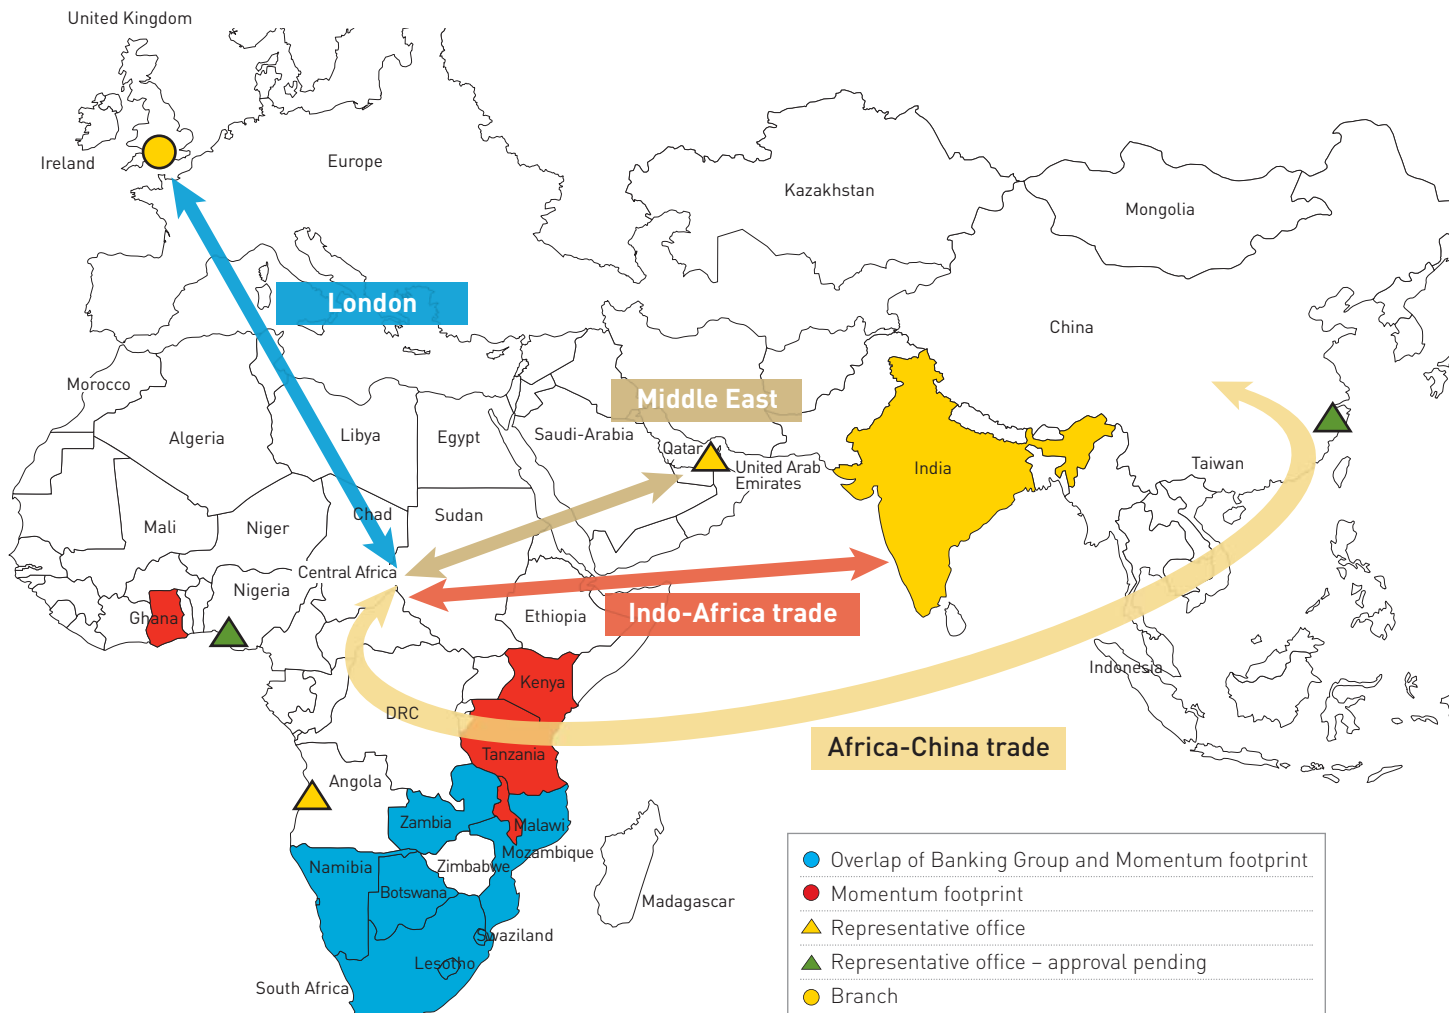 United Kingdom
Ireland
Europe
Kazakhstan
Mongolia
London
China
Morocco
Middle East
Algeria
Libya
Egypt
Saudi-Arabia
Qatar
United Arab
Emirates
India
Taiwan
Mali
Niger
Chad
Sudan
Central Africa
Nigeria
Ghana
Ethiopia
Indo-Africa trade
Indonesia
Kenya
DRC
Africa-China trade
Tanzania
Angola
Zambia
Malawi
Mozambique
Namibia
Zimbabwe
Botswana
Madagascar
Swaziland
Lesotho
South Africa
Overlap of Banking Group and Momentum footprint
Momentum footprint
Representative office
Representative office – approval pending
Branch